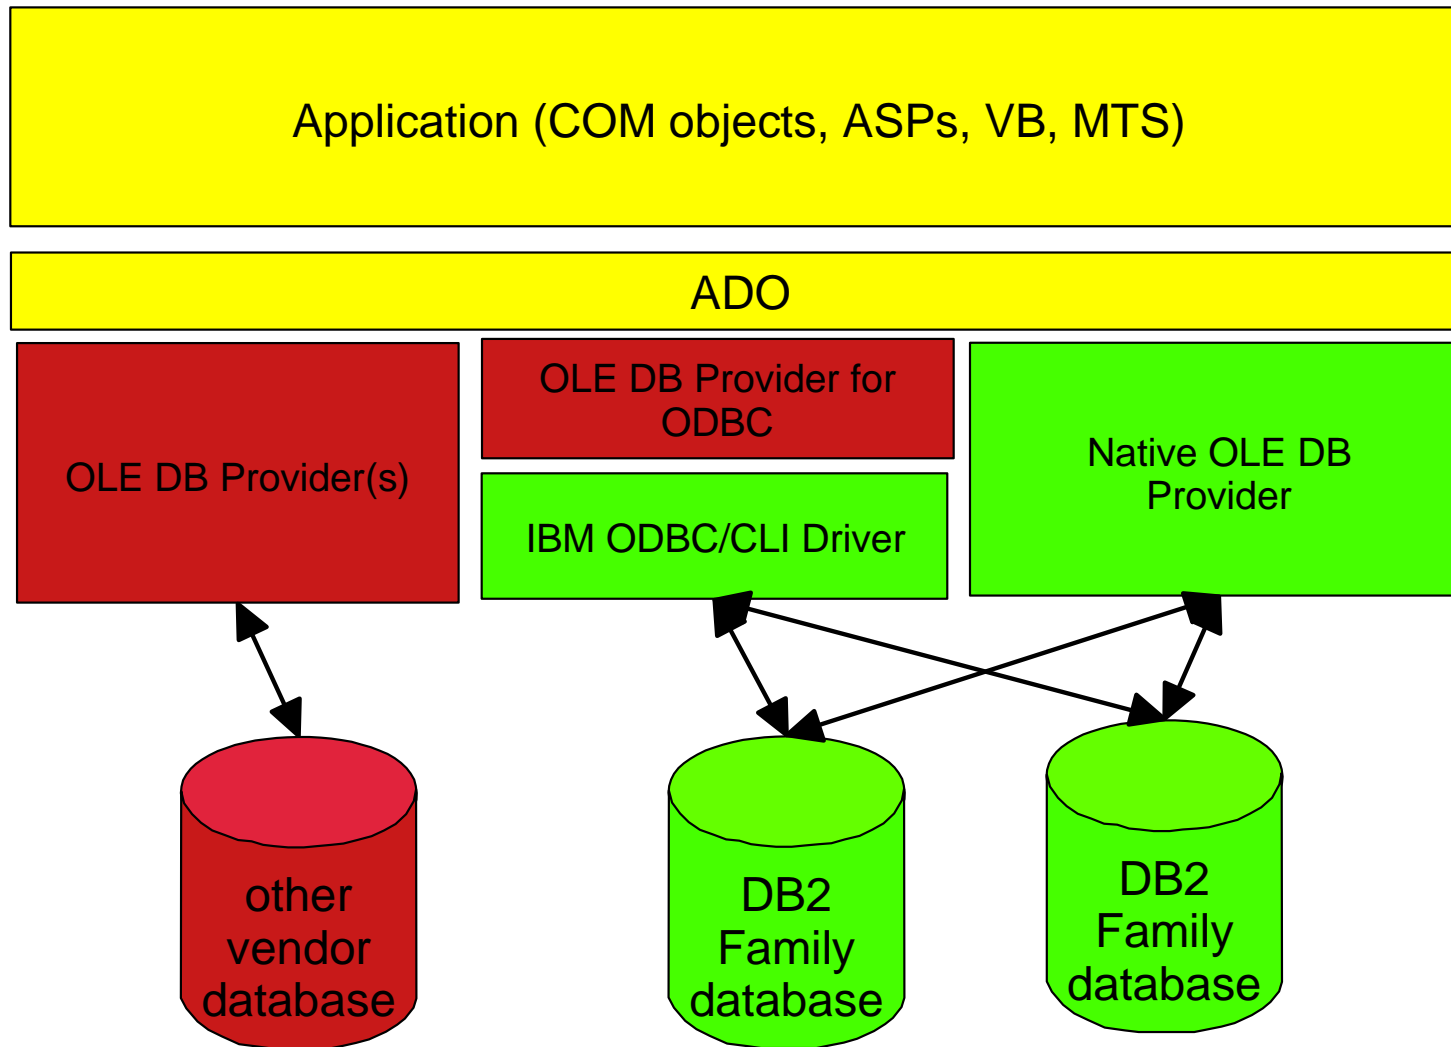 Application (COM objects, ASPs, VB, MTS)
ADO
OLE DB Provider(s)
OLE DB Provider for
ODBC
IBM ODBC/CLI Driver
Native OLE DB
Provider
other
vendor
database
DB2
Family
database
DB2
Family
database